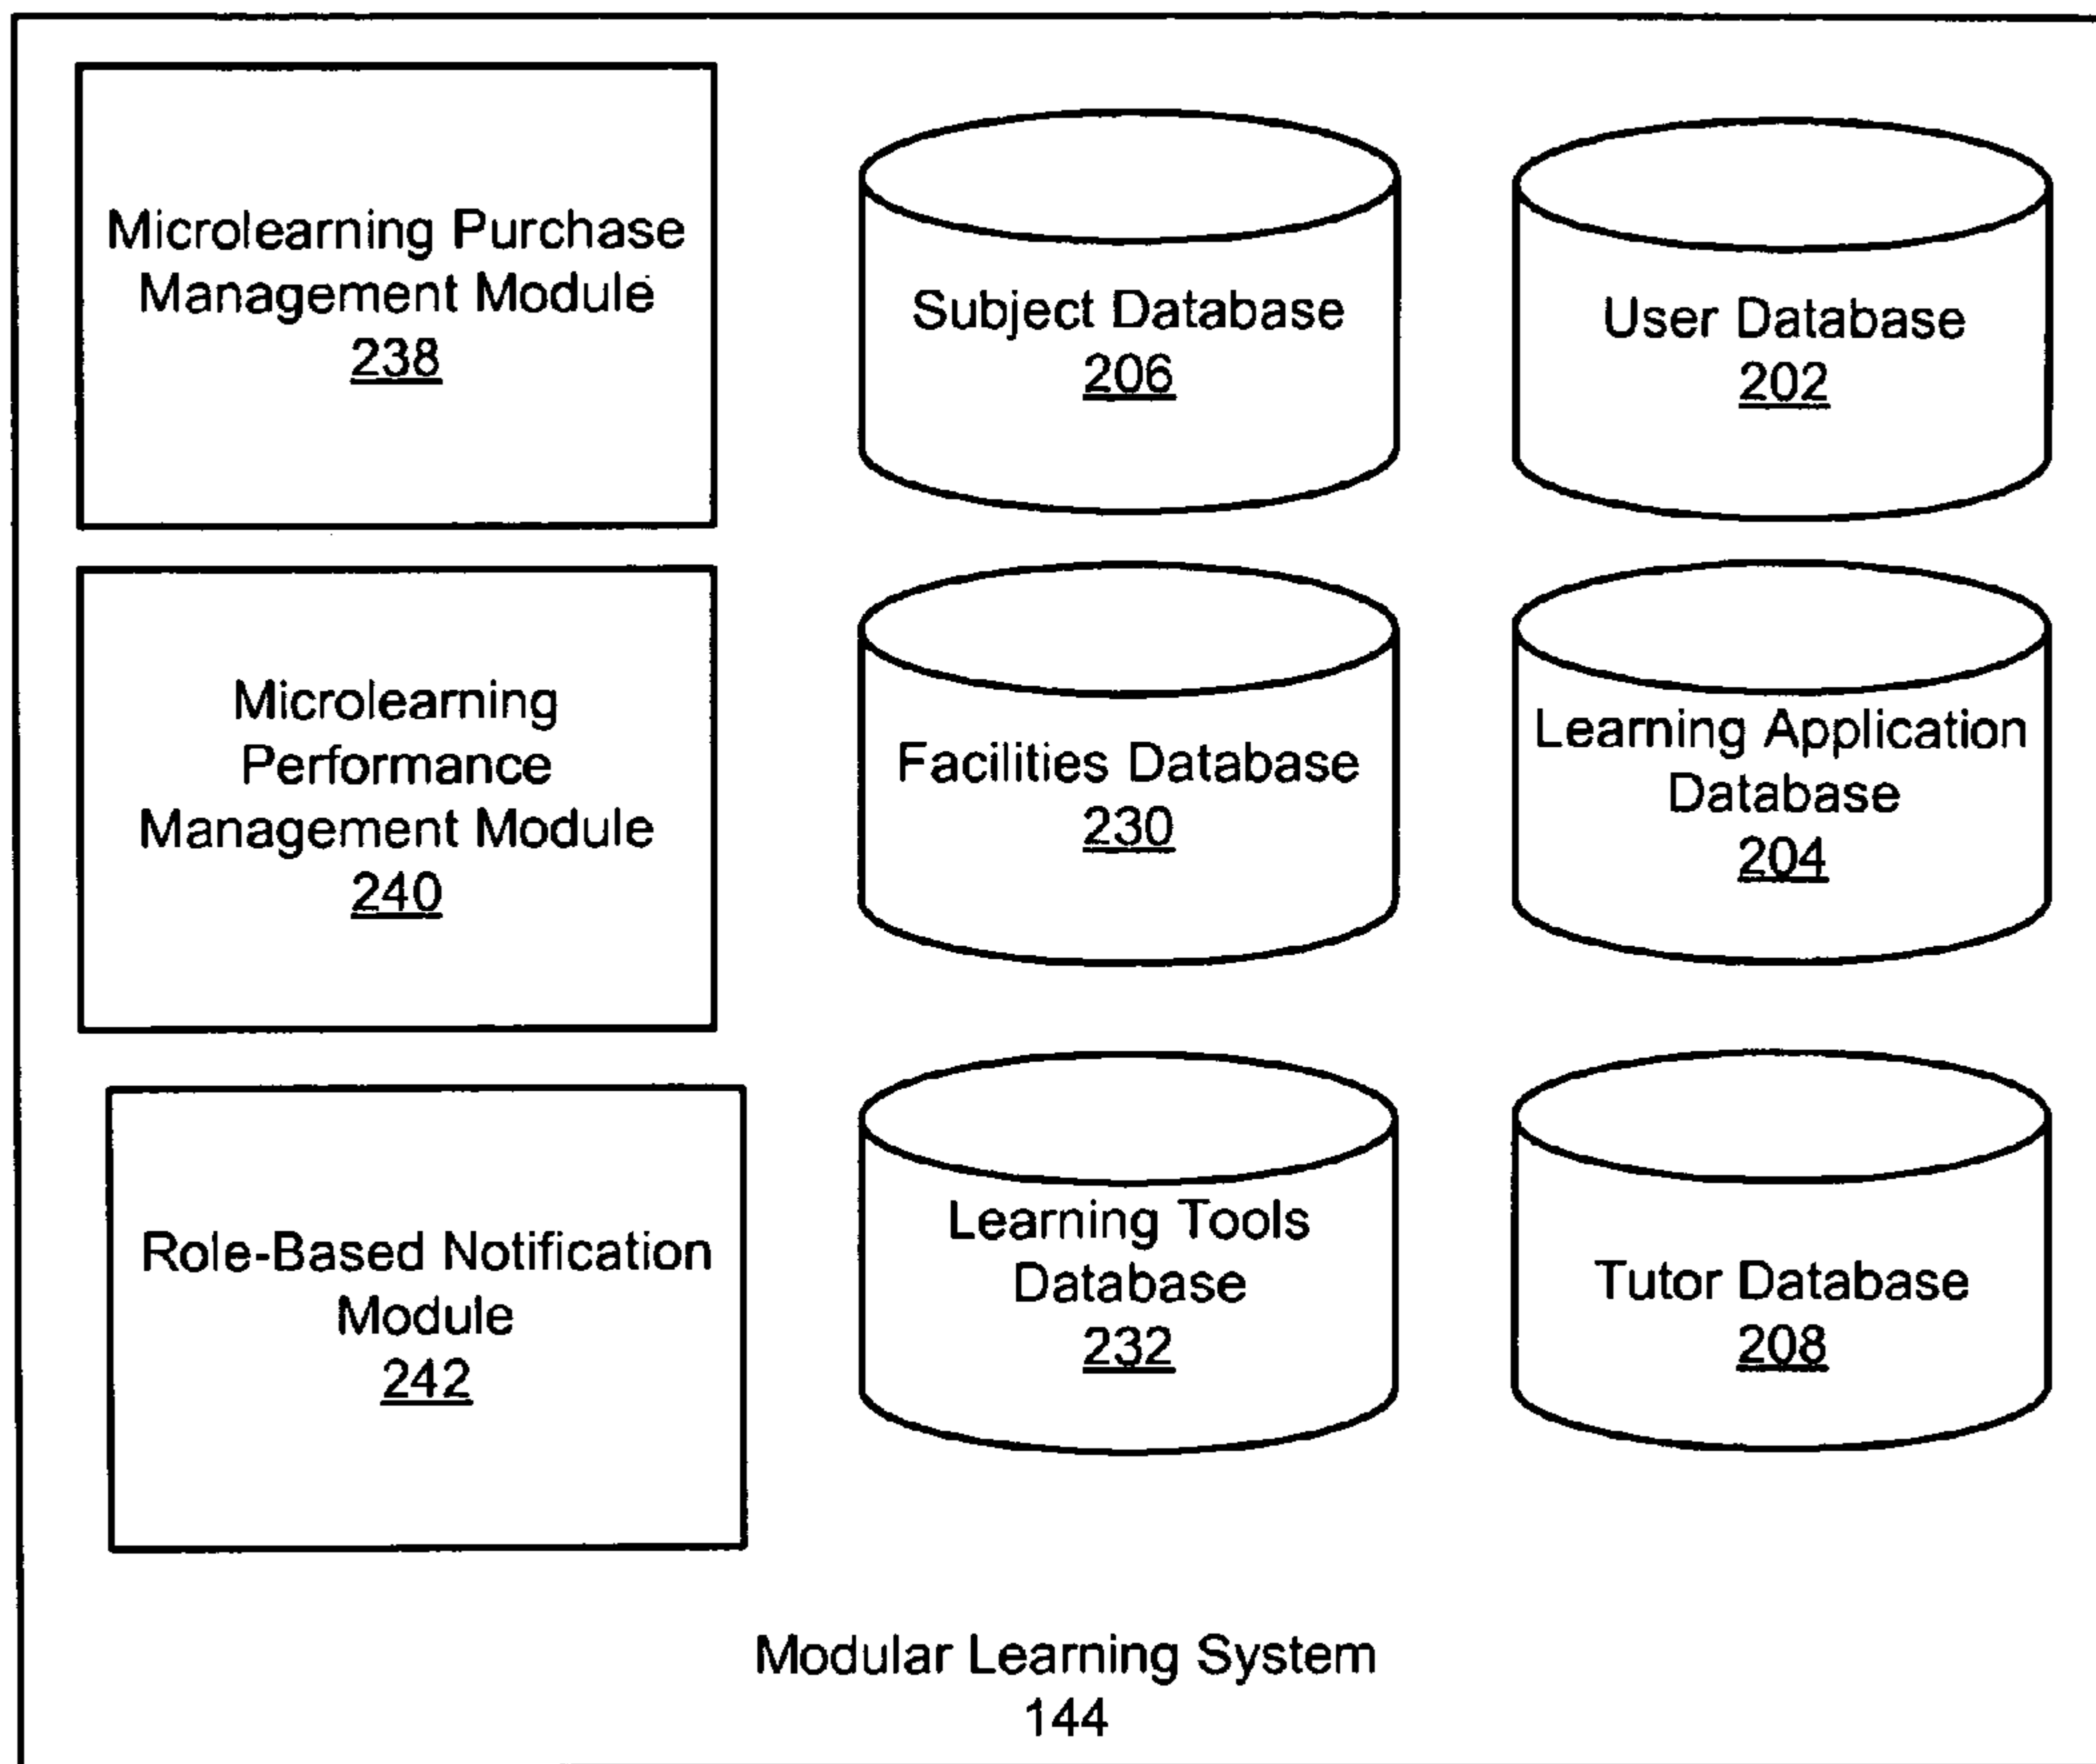 Microlearning Purchase
Management Module
238
Subject Database
206
User Database
202
Microlearning
Performance
Management Module
240
Facilities Database
230
Learning Application
Database
204
Role-Based Notification
Module
242
Learning Tools
Database
232
Tutor Database
208
Modular Learning System
144